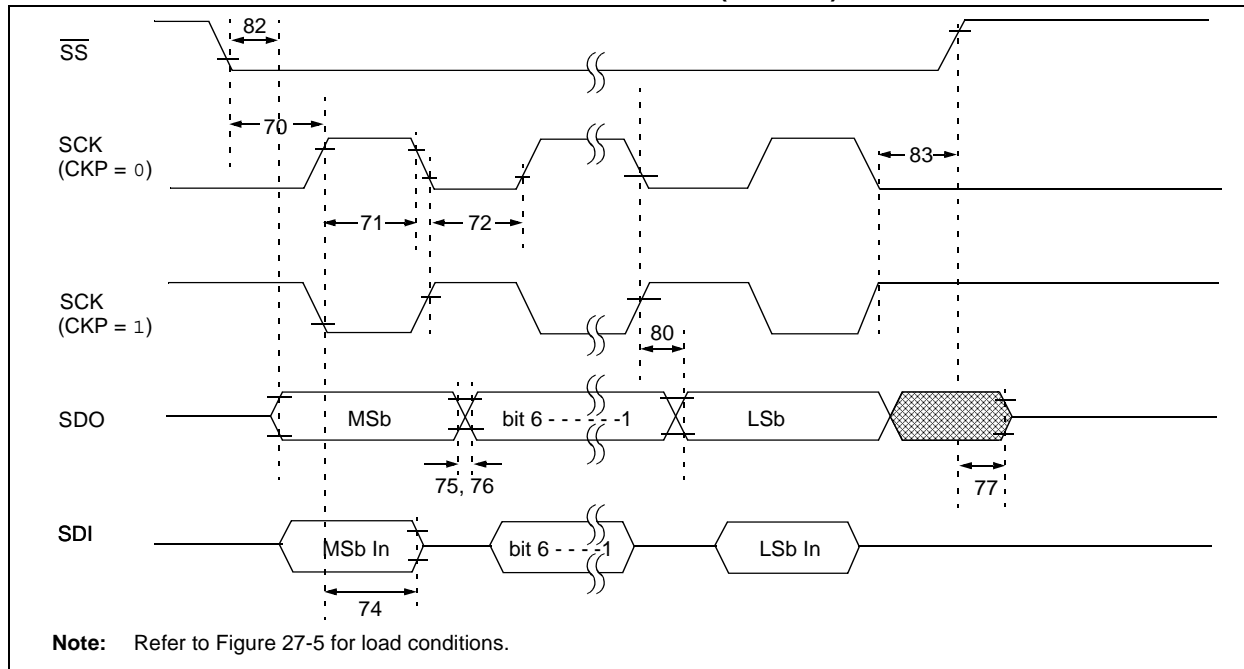 82
SS
70
SCK
(CKP = 0)
83
71
72
SCK
(CKP = 1)
80
SDO
MSb
bit 6 - - - - - -1
LSb
75, 76
77
SDI
MSb In
bit 6 - - - -1
LSb In
74
Note: Refer to Figure 27-5 for load conditions.